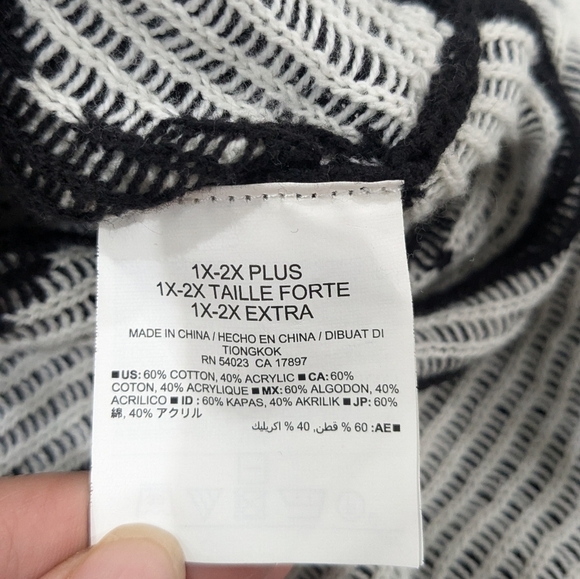 1X-2X PLUS
1X-2X TAILLE FORTE
1X-2X EXTRA
MADE IN CHINA / HECHO EN CHINA / DIBUAT DI
TIONGKOK
RN 54023 CA 17897
■ US: 60% COTTON, 40% ACRYLIC ■ CA: 60%
COTON, 40% ACRYLIQUE ■ MX: 60% ALGODON, 40%
ACRILICO ■ ID : 60% KAPAS, 40% AKRILIK ■ JP: 60%
綿, 40% アクリル
■AE: 60 % قطن, 40 % اكريليك